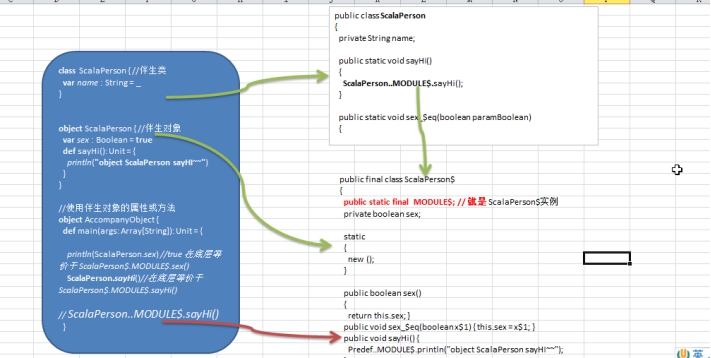 class ScalaPerson { //伴生类
var name : String = _
}
object ScalaPerson { //伴生对象
var sex : Boolean = true
def sayHi(): Unit = {
println("object ScalaPerson sayHI~~")
}
}
//使用伴生对象的属性或方法
object AccompanyObject {
def main(args: Array[String]): Unit = {
println(ScalaPerson.sex) //true 在底层等
价于 ScalaPerson$.MODULE$.sex()
ScalaPerson.sayHi()//在底层等价于
ScalaPerson$.MODULE$.sayHi()
// ScalaPerson..MODULE$.sayHi()
}
public class ScalaPerson
{
private String name;
public static void sayHi()
{
ScalaPerson..MODULE$.sayHi();
}
public static void sex_$eq(boolean paramBoolean)
{
public final class ScalaPerson$
{
public static final MODULE$; // 就是 ScalaPerson$实例
private boolean sex;
static
{
new ();
}
public boolean sex()
{
return this.sex; }
public void sex_$eq(boolean x$1) { this.sex = x$1; }
public void sayHi() {
Predef..MODULE$.println("object ScalaPerson sayHI~~");
英